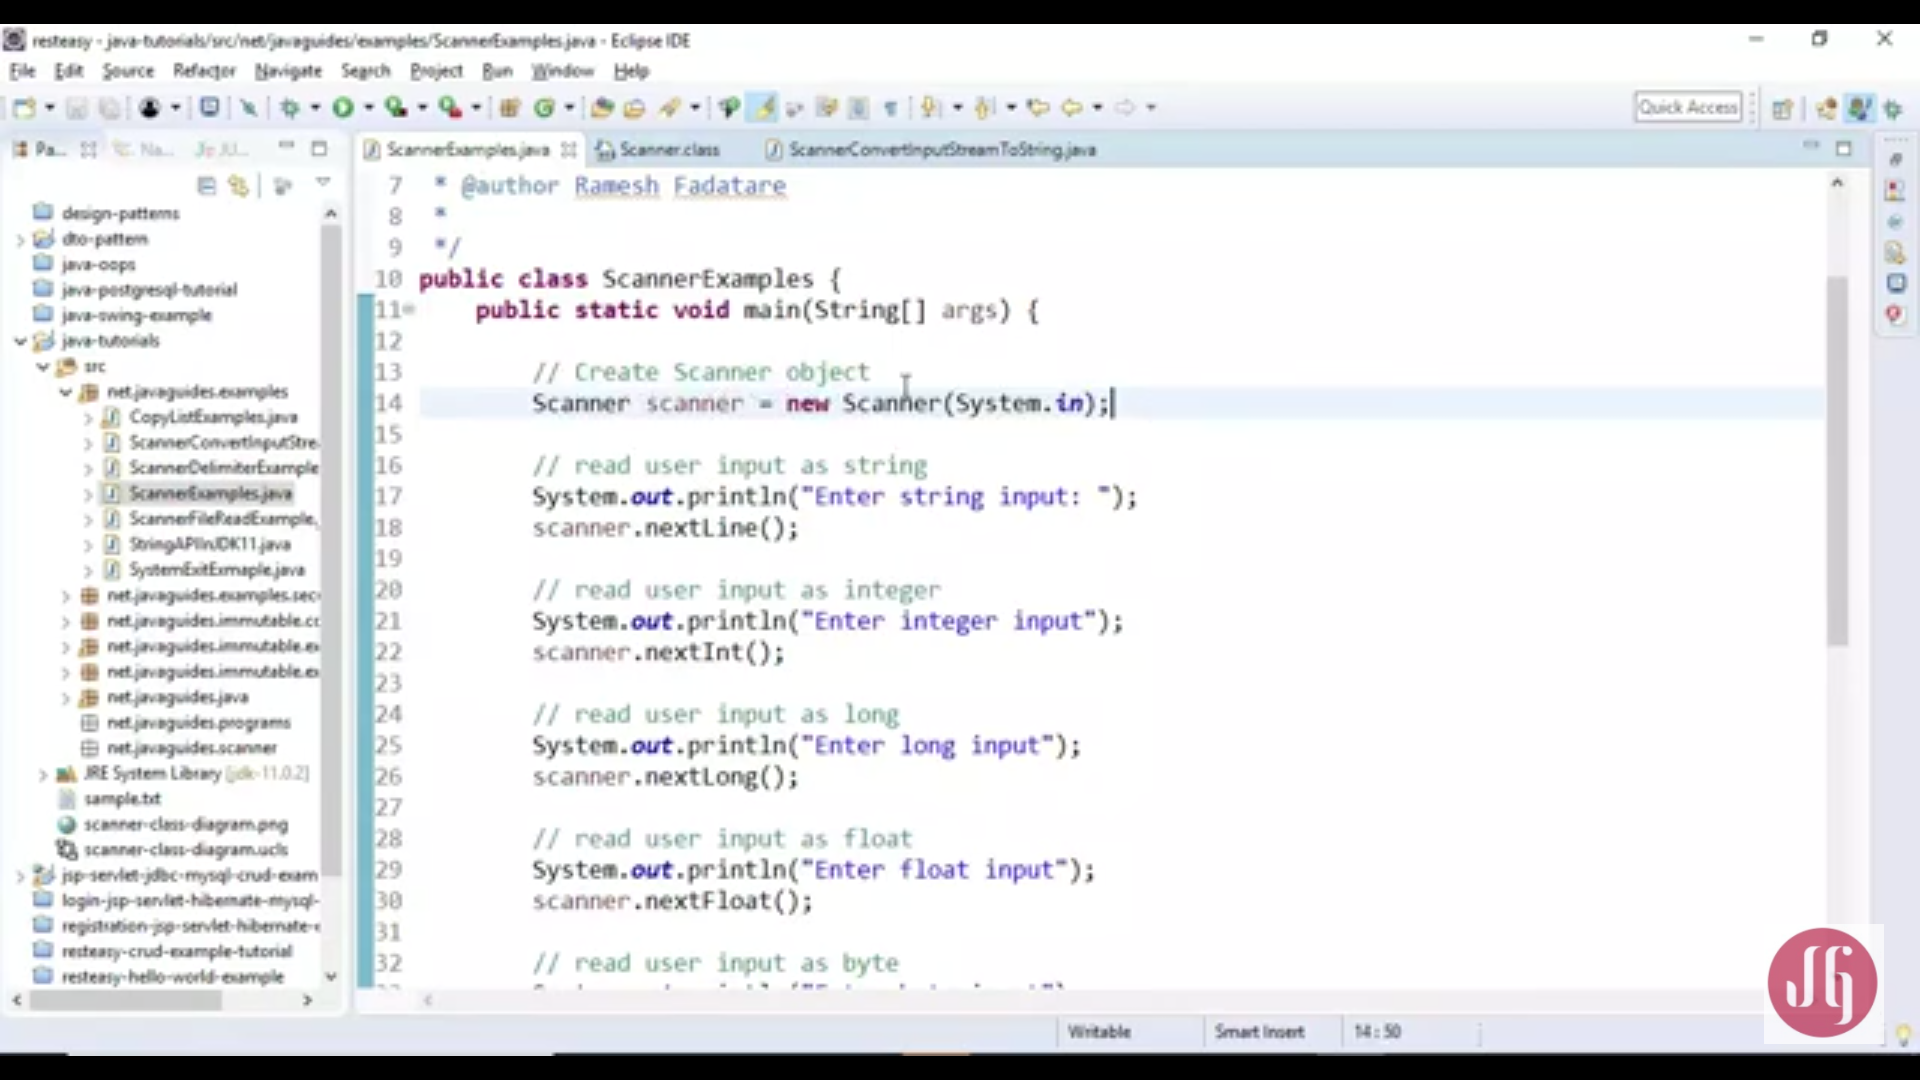 resteasy - java-tutorials/src/net/javaguides/examples/ScannerExamples.java - Eclipse IDE
File Edit Source Refactor Navigate Search Project Run Window Help
Quick Access
Pa... Na... JU...
ScannerExamples.java Scanner.class ScannerConvertInputStreamToString.java
design-patterns
dto-pattern
java-oops
java-postgresql-tutorial
java-swing-example
java-tutorials
src
net.javaguides.examples
CopyListExamples.java
ScannerConvertInputStre
ScannerDelimiterExample
ScannerExamples.java
ScannerFileReadExample.
StringAPIInJDK11.java
SystemExitExmaple.java
net.javaguides.examples.sec
net.javaguides.immutable.cc
net.javaguides.immutable.ex
net.javaguides.immutable.ex
net.javaguides.java
net.javaguides.programs
net.javaguides.scanner
JRE System Library [jdk-11.0.2]
sample.txt
scanner-class-diagram.png
scanner-class-diagram.ucls
jsp-servlet-jdbc-mysql-crud-exam
login-jsp-servlet-hibernate-mysql-
registration-jsp-servlet-hibernate-e
resteasy-crud-example-tutorial
resteasy-hello-world-example
7 * @author Ramesh Fadatare
8 *
9 */
10 public class ScannerExamples {
11 public static void main(String[] args) {
12
13 // Create Scanner object
14 Scanner scanner = new Scanner(System.in);
15
16 // read user input as string
17 System.out.println("Enter string input: ");
18 scanner.nextLine();
19
20 // read user input as integer
21 System.out.println("Enter integer input");
22 scanner.nextInt();
23
24 // read user input as long
25 System.out.println("Enter long input");
26 scanner.nextLong();
27
28 // read user input as float
29 System.out.println("Enter float input");
30 scanner.nextFloat();
31
32 // read user input as byte
Writable Smart Insert 14 : 50
JG